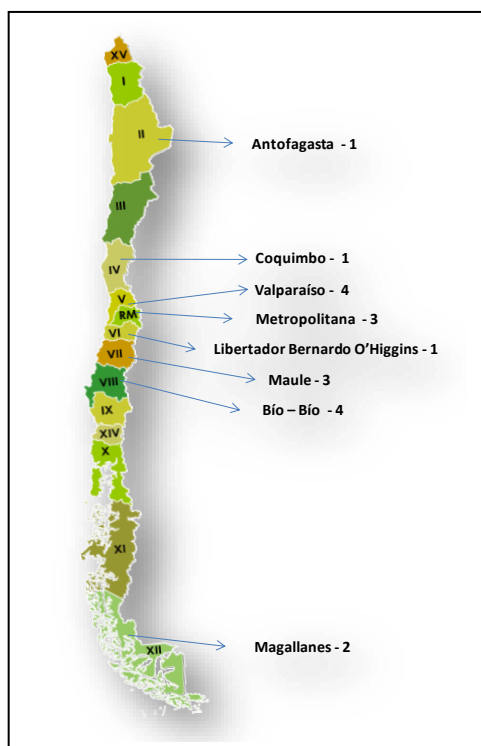 XV
I
II
Antofagasta - 1
III
IV
Coquimbo - 1
V
Valparaíso - 4
RM
Metropolitana - 3
VI
Libertador Bernardo O’Higgins - 1
VII
Maule - 3
VIII
Bío – Bío - 4
IX
XIV
X
XI
XII
Magallanes - 2